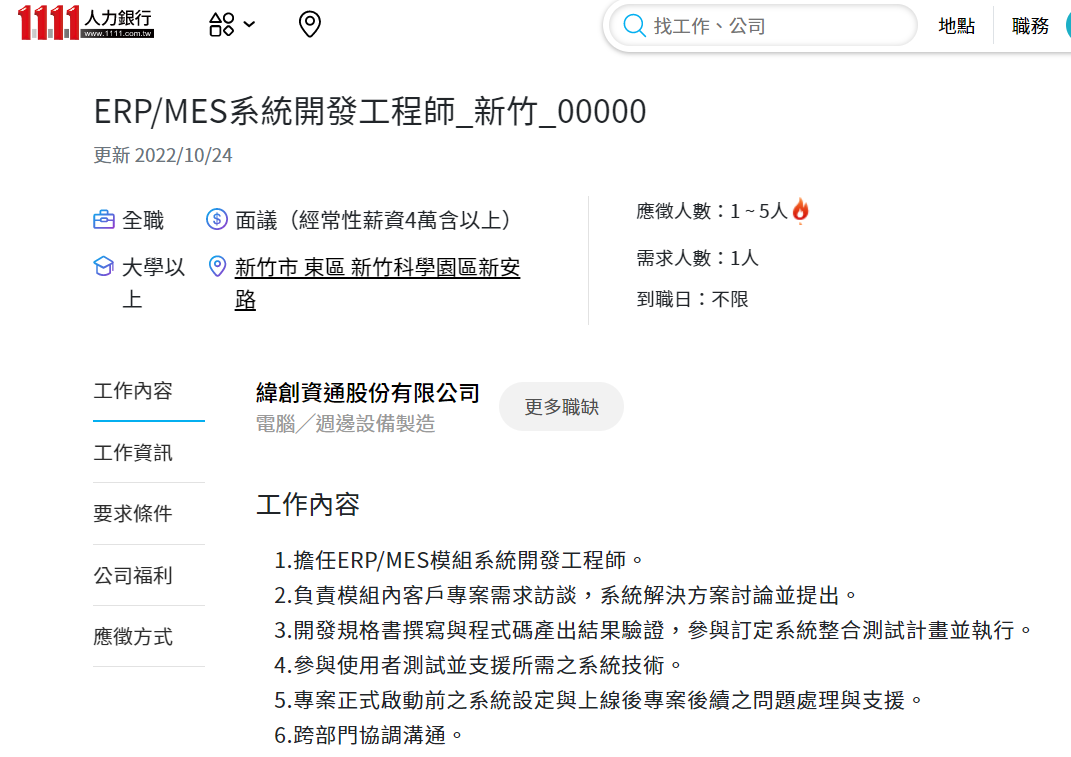 1111 人力銀行
www.1111.com.tw
找工作、公司
地點
職務
ERP/MES系統開發工程師_新竹_00000
更新 2022/10/24
全職
面議（經常性薪資4萬含以上）
大學以
上
新竹市 東區 新竹科學園區新安
路
應徵人數：1 ~ 5人
需求人數：1人
到職日：不限
工作內容
工作資訊
要求條件
公司福利
應徵方式
緯創資通股份有限公司
電腦╱週邊設備製造
更多職缺
工作內容
1.擔任ERP/MES模組系統開發工程師。
2.負責模組內客戶專案需求訪談，系統解決方案討論並提出。
3.開發規格書撰寫與程式碼產出結果驗證，參與訂定系統整合測試計畫並執行。
4.參與使用者測試並支援所需之系統技術。
5.專案正式啟動前之系統設定與上線後專案後續之問題處理與支援。
6.跨部門協調溝通。